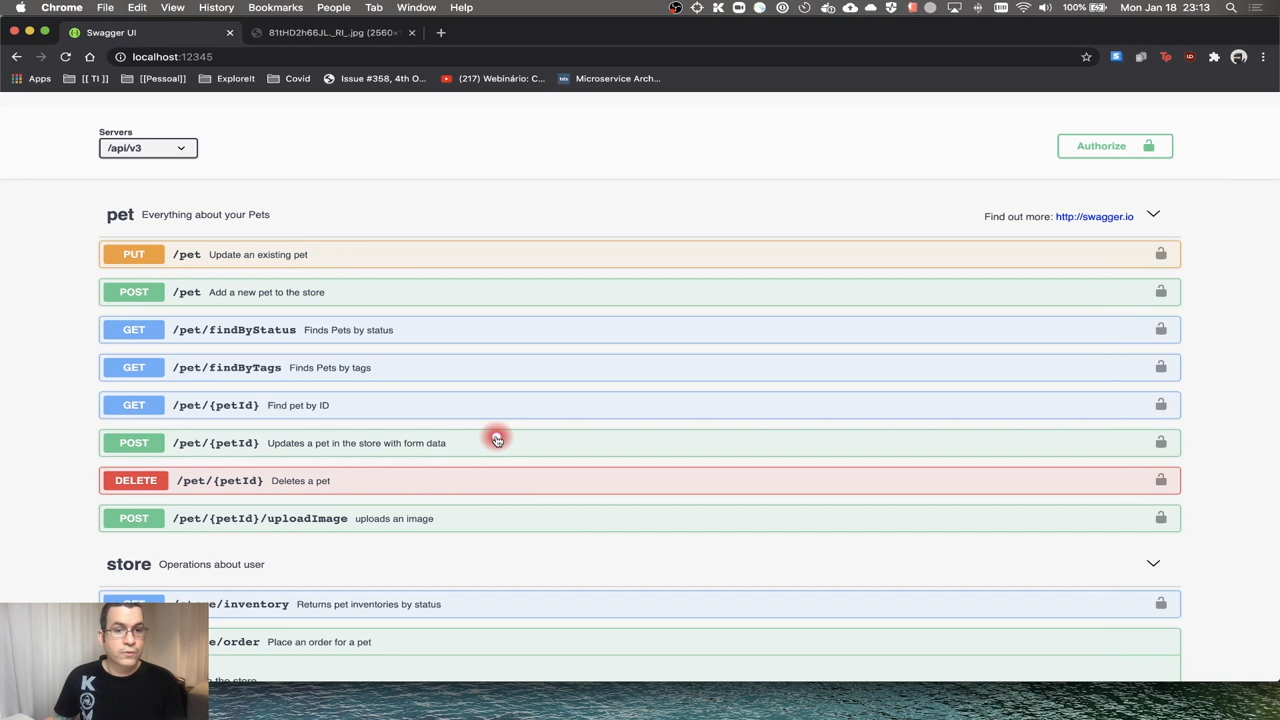 Chrome File Edit View History Bookmarks People Tab Window Help 100% Mon Jan 18 23:13
Swagger UI 81tHD2h66JL._RI_.jpg (2560×
localhost:12345
Apps [[ TI ]] [[Pessoal]] ExploreIt Covid Issue #358, 4th O... (217) Webinário: C... tds Microservice Arch...
Servers
/api/v3
Authorize
pet Everything about your Pets Find out more: http://swagger.io
PUT /pet Update an existing pet
POST /pet Add a new pet to the store
GET /pet/findByStatus Finds Pets by status
GET /pet/findByTags Finds Pets by tags
GET /pet/{petId} Find pet by ID
POST /pet/{petId} Updates a pet in the store with form data
DELETE /pet/{petId} Deletes a pet
POST /pet/{petId}/uploadImage uploads an image
store Operations about user
e/inventory Returns pet inventories by status
e/order Place an order for a pet